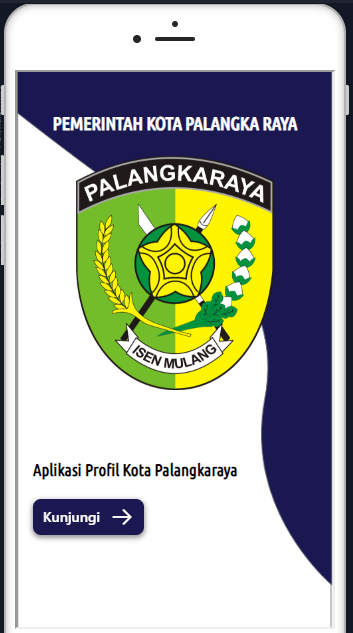 PEMERINTAH KOTA PALANGKA RAYA
PALANGKARAYA
ISEN MULANG
Aplikasi Profil Kota Palangkaraya
Kunjungi